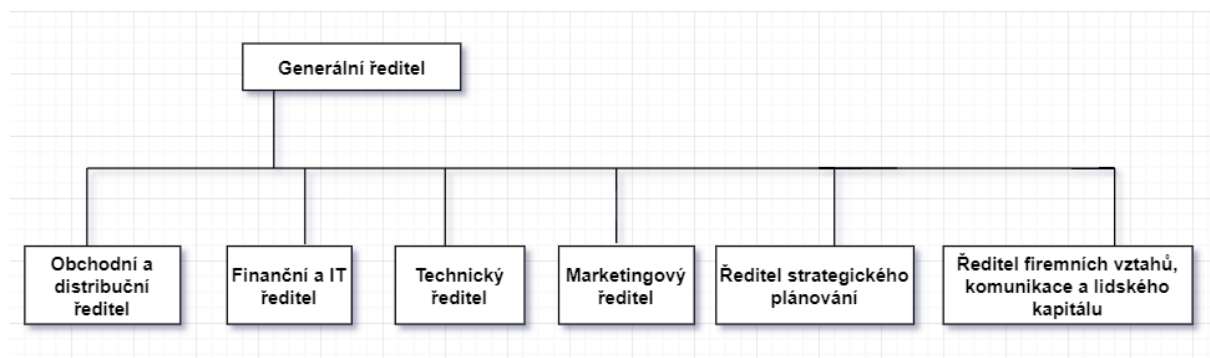 Generální ředitel
Obchodní a
distribuční
ředitel
Finanční a IT
ředitel
Technický
ředitel
Marketingový
ředitel
Ředitel strategického
plánování
Ředitel firemních vztahů,
komunikace a lidského
kapitálu